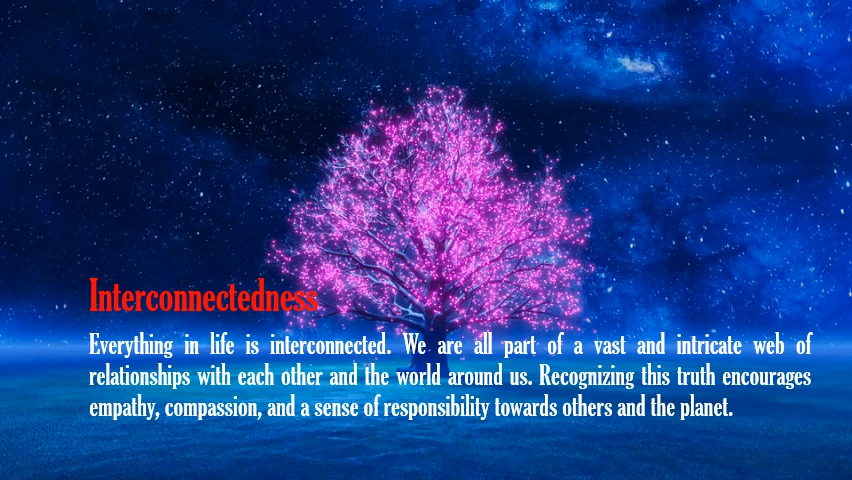 Interconnectedness
Everything in life is interconnected. We are all part of a vast and intricate web of
relationships with each other and the world around us. Recognizing this truth encourages
empathy, compassion, and a sense of responsibility towards others and the planet.